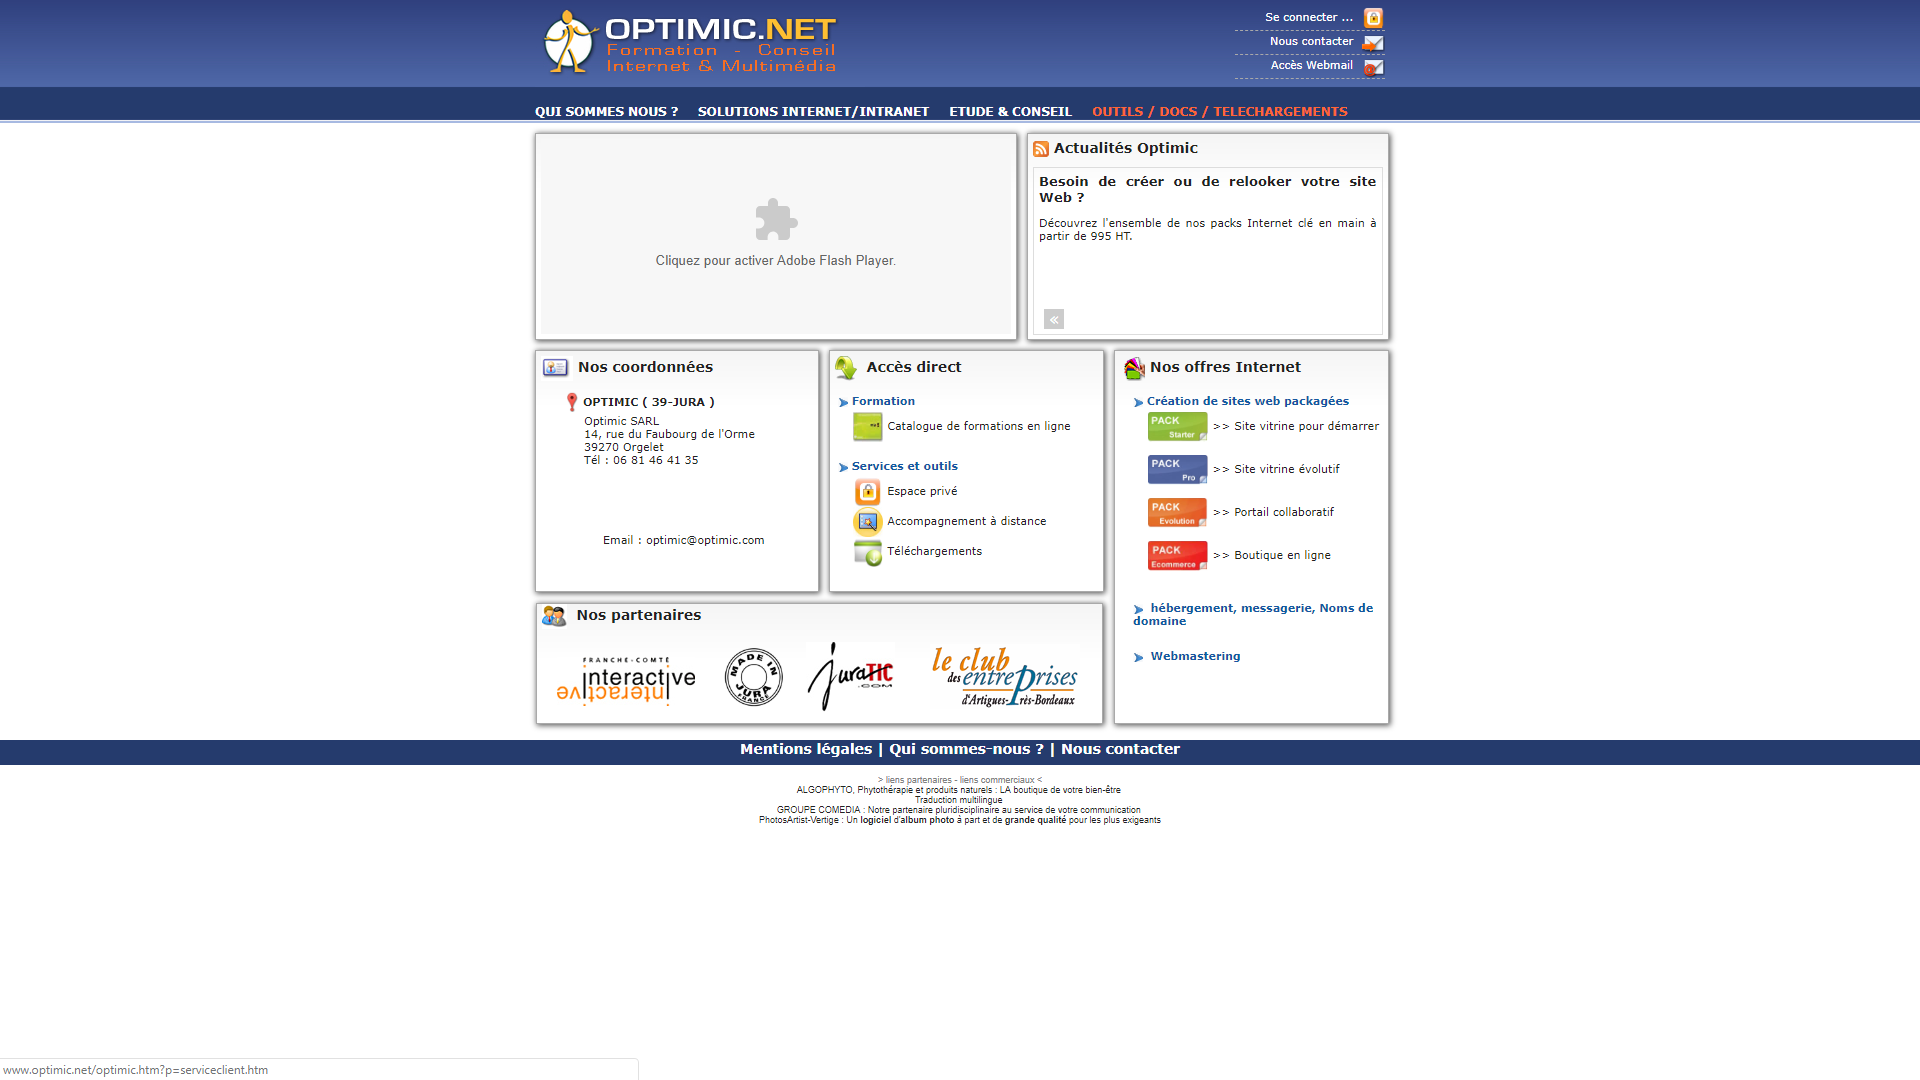 OPTIMIC.NET
Formation - Conseil
Internet & Multimédia
Se connecter ...
Nous contacter
Accès Webmail
QUI SOMMES NOUS ?
SOLUTIONS INTERNET/INTRANET
ETUDE & CONSEIL
OUTILS / DOCS / TELECHARGEMENTS
Cliquez pour activer Adobe Flash Player.
Actualités Optimic
Besoin de créer ou de relooker votre site
Web ?
Découvrez l'ensemble de nos packs Internet clé en main à
partir de 995 HT.
«
Nos coordonnées
OPTIMIC ( 39-JURA )
Optimic SARL
14, rue du Faubourg de l'Orme
39270 Orgelet
Tél : 06 81 46 41 35
Email : optimic@optimic.com
Accès direct
Formation
Catalogue de formations en ligne
Services et outils
Espace privé
Accompagnement à distance
Téléchargements
Nos offres Internet
Création de sites web packagées
PACK
Starter
>> Site vitrine pour démarrer
PACK
Pro
>> Site vitrine évolutif
PACK
Evolution
>> Portail collaboratif
PACK
Ecommerce
>> Boutique en ligne
hébergement, messagerie, Noms de
domaine
Webmastering
Nos partenaires
FRANCHE-COMTÉ
interactive
interactive
MADE IN
JURA
FRANCE
juraTIC
.COM
le club
des entreprises
d'Artigues-Près-Bordeaux
Mentions légales | Qui sommes-nous ? | Nous contacter
> liens partenaires - liens commerciaux <
ALGOPHYTO, Phytothérapie et produits naturels : LA boutique de votre bien-être
Traduction multilingue
GROUPE COMEDIA : Notre partenaire pluridisciplinaire au service de votre communication
PhotosArtist-Vertige : Un logiciel d'album photo à part et de grande qualité pour les plus exigeants
www.optimic.net/optimic.htm?p=serviceclient.htm